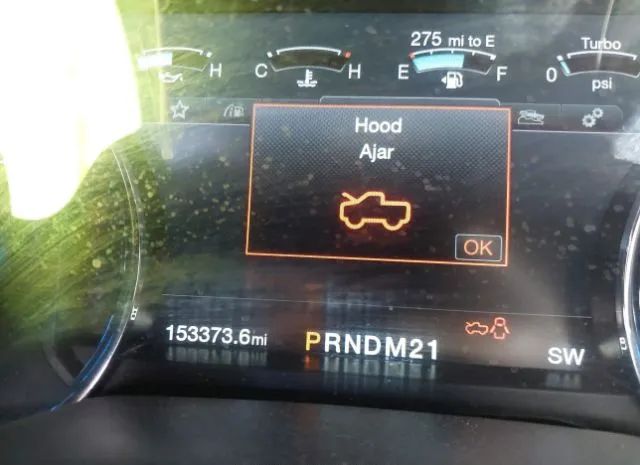 275 mi to E
Turbo
H
C H
E F
0
psi
Hood
Ajar
OK
153373.6mi
PRNDM21
SW